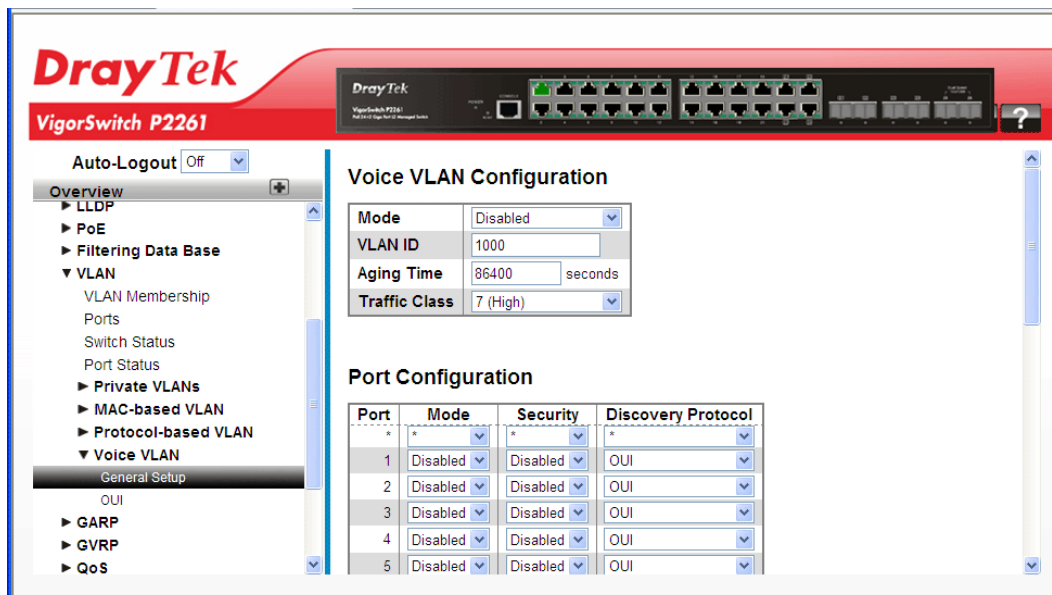 DrayTek
VigorSwitch P2261
DrayTek
VigorSwitch P2261
CONSOLE
POWER
?
Auto-Logout Off
Overview
LLDP
PoE
Filtering Data Base
VLAN
VLAN Membership
Ports
Switch Status
Port Status
Private VLANs
MAC-based VLAN
Protocol-based VLAN
Voice VLAN
General Setup
OUI
GARP
GVRP
QoS
Voice VLAN Configuration
Mode Disabled
VLAN ID 1000
Aging Time 86400 seconds
Traffic Class 7 (High)
Port Configuration
Port Mode Security Discovery Protocol
* * * *
1 Disabled Disabled OUI
2 Disabled Disabled OUI
3 Disabled Disabled OUI
4 Disabled Disabled OUI
5 Disabled Disabled OUI